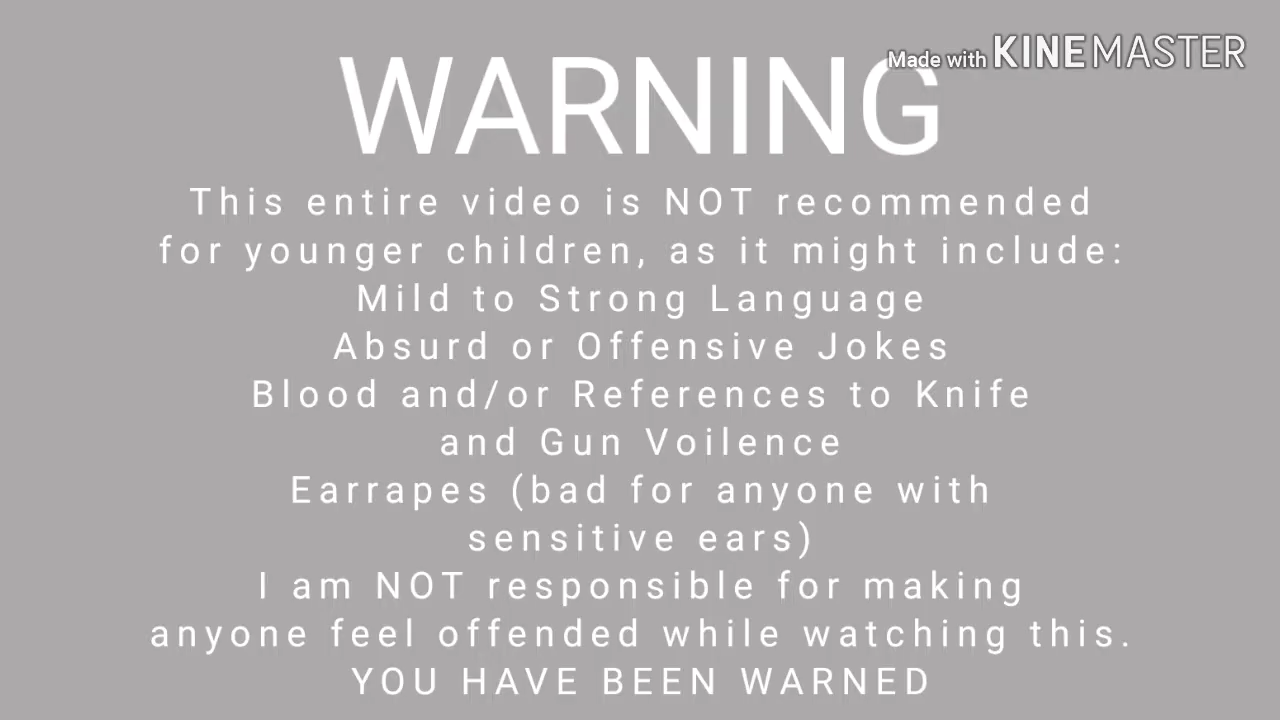 Made with KINEMASTER
WARNING
This entire video is NOT recommended
for younger children, as it might include:
Mild to Strong Language
Absurd or Offensive Jokes
Blood and/or References to Knife
and Gun Voilence
Earrapes (bad for anyone with
sensitive ears)
I am NOT responsible for making
anyone feel offended while watching this.
YOU HAVE BEEN WARNED